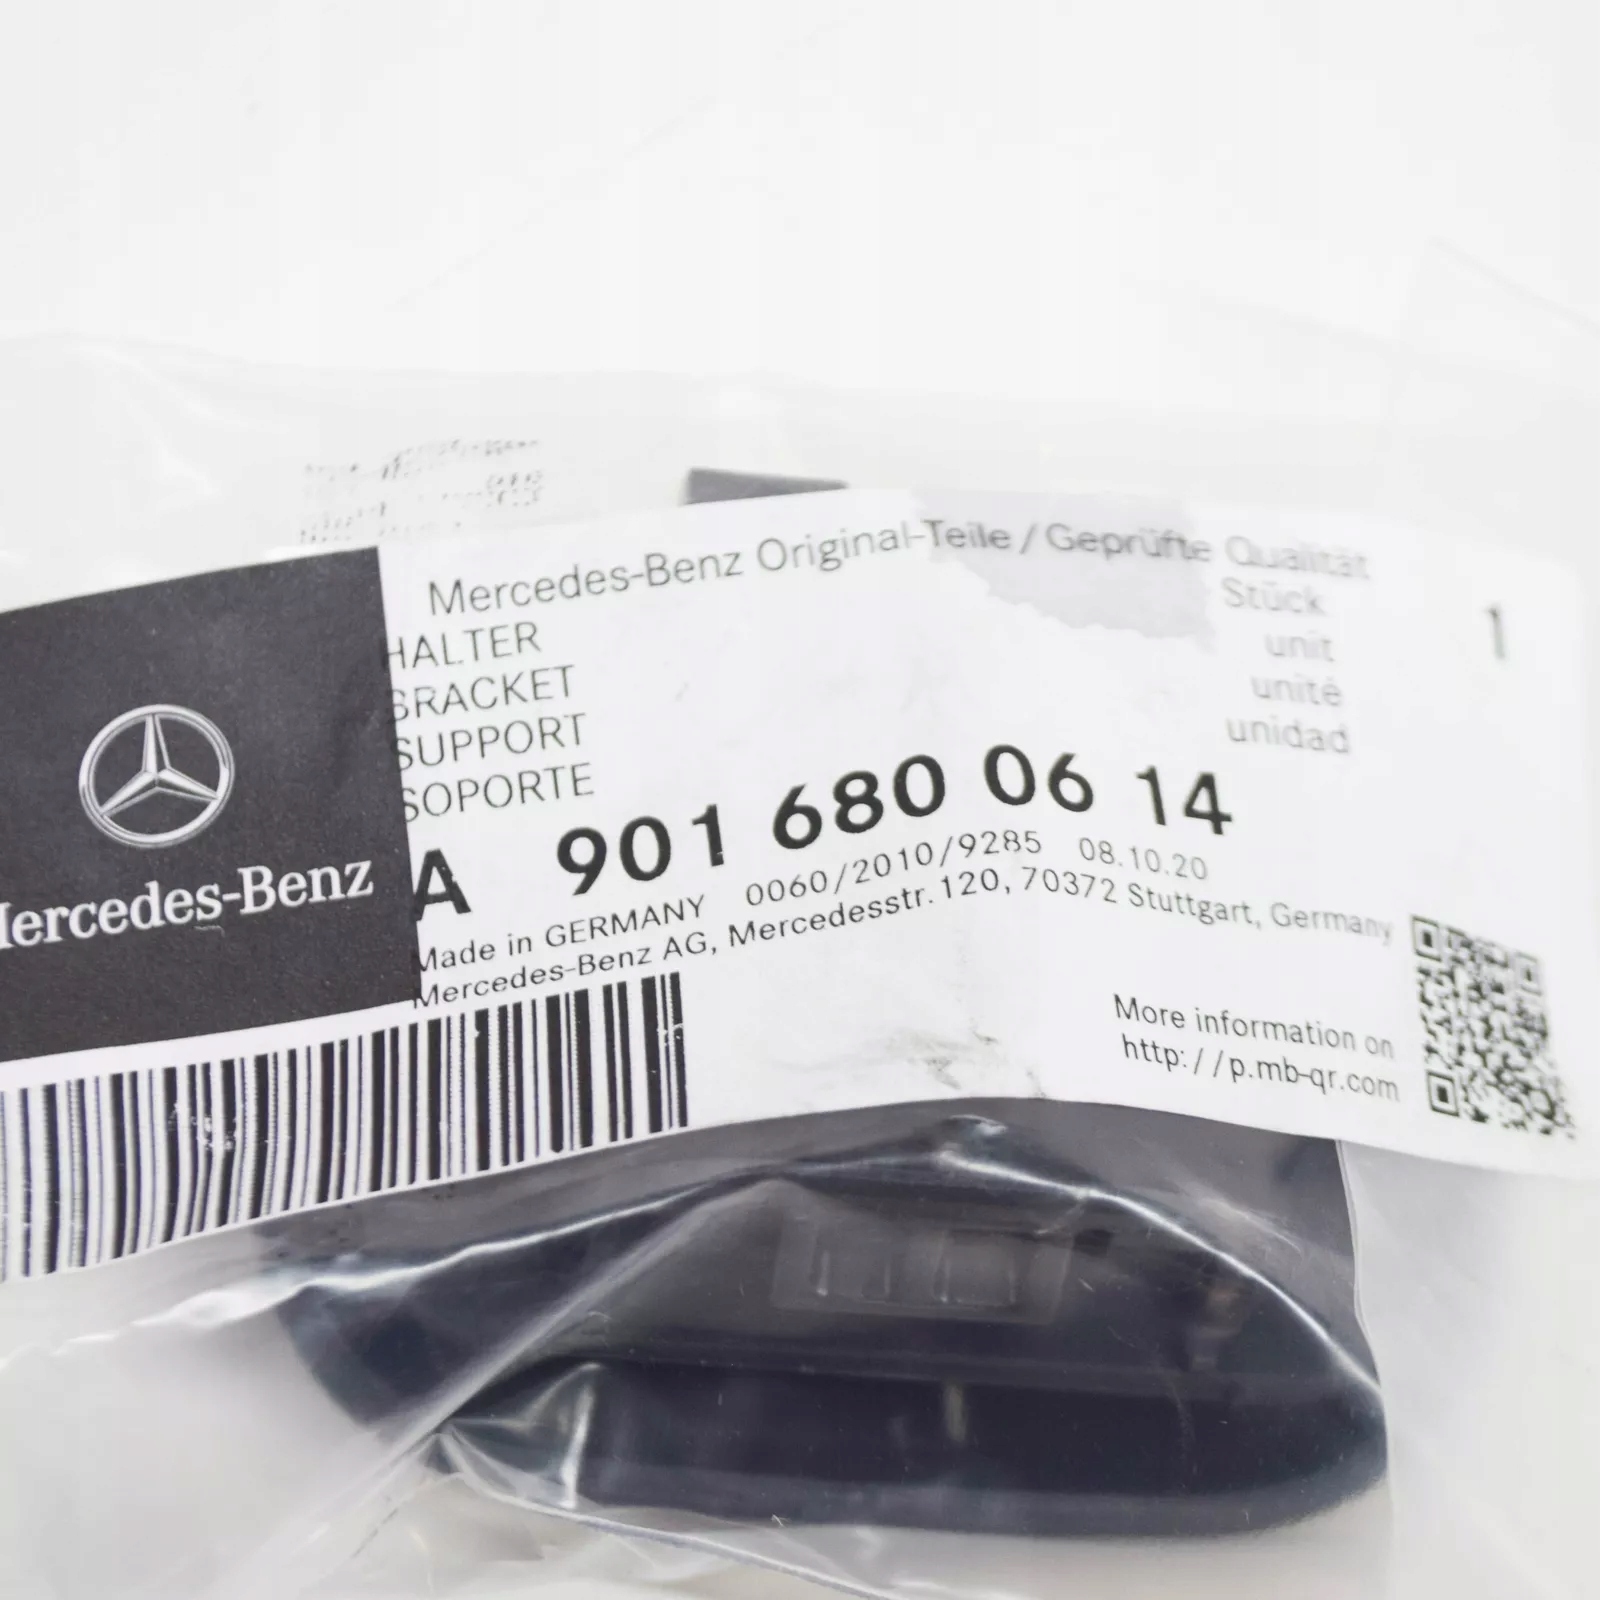 Mercedes-Benz Original-Teile / Geprüfte Qualität
HALTER
BRACKET
SUPPORT
SOPORTE
Stück
unit
unité
unidad
1
A 901 680 06 14
Made in GERMANY 0060/2010/9285 08.10.20
Mercedes-Benz AG, Mercedesstr. 120, 70372 Stuttgart, Germany
Mercedes-Benz
More information on
http://p.mb-qr.com